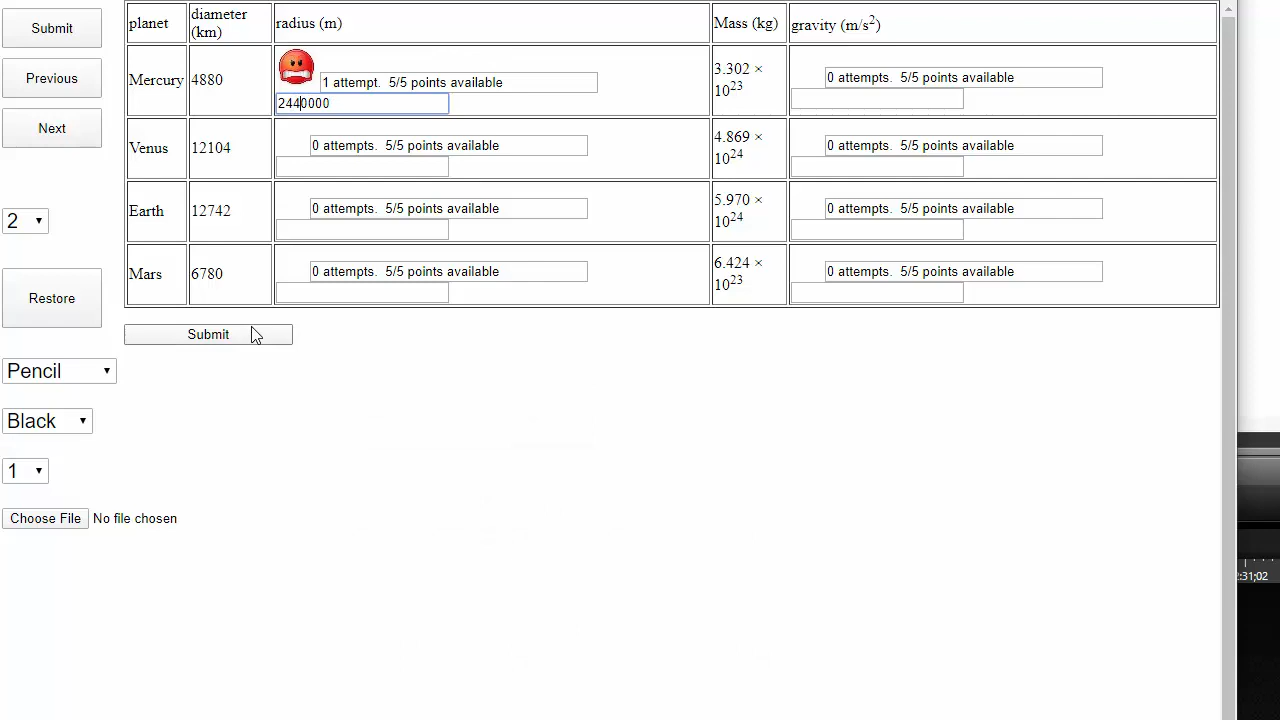 Submit
Previous
Next
2
Restore
Pencil
Black
1
Choose File No file chosen
planet diameter (km) radius (m) Mass (kg) gravity (m/s²)
Mercury 4880 1 attempt. 5/5 points available 2440000 3.302 × 10²³ 0 attempts. 5/5 points available
Venus 12104 0 attempts. 5/5 points available 4.869 × 10²⁴ 0 attempts. 5/5 points available
Earth 12742 0 attempts. 5/5 points available 5.970 × 10²⁴ 0 attempts. 5/5 points available
Mars 6780 0 attempts. 5/5 points available 6.424 × 10²³ 0 attempts. 5/5 points available
Submit
:31;02